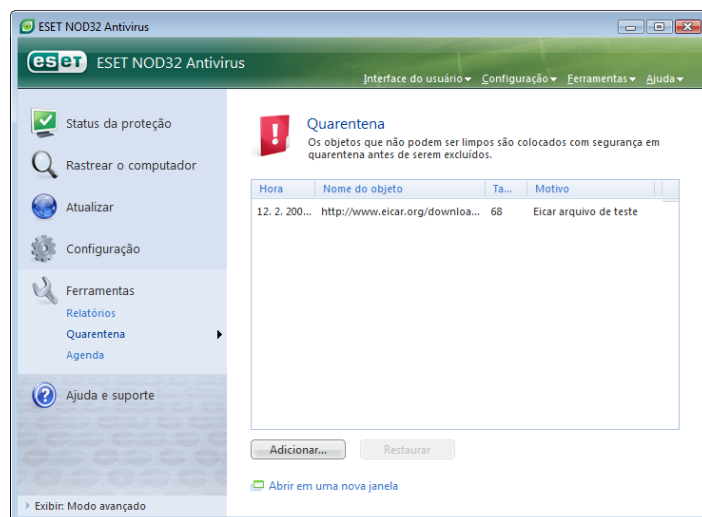 ESET NOD32 Antivirus
eseT ESET NOD32 Antivirus
Interface do usuário Configuração Ferramentas Ajuda
Status da proteção
Rastrear o computador
Atualizar
Configuração
Ferramentas
Relatórios
Quarentena
Agenda
Ajuda e suporte
Exibir: Modo avançado
Quarentena
Os objetos que não podem ser limpos são colocados com segurança em
quarentena antes de serem excluídos.
Hora Nome do objeto Ta... Motivo
12. 2. 200... http://www.eicar.org/downloa... 68 Eicar arquivo de teste
Adicionar... Restaurar
Abrir em uma nova janela